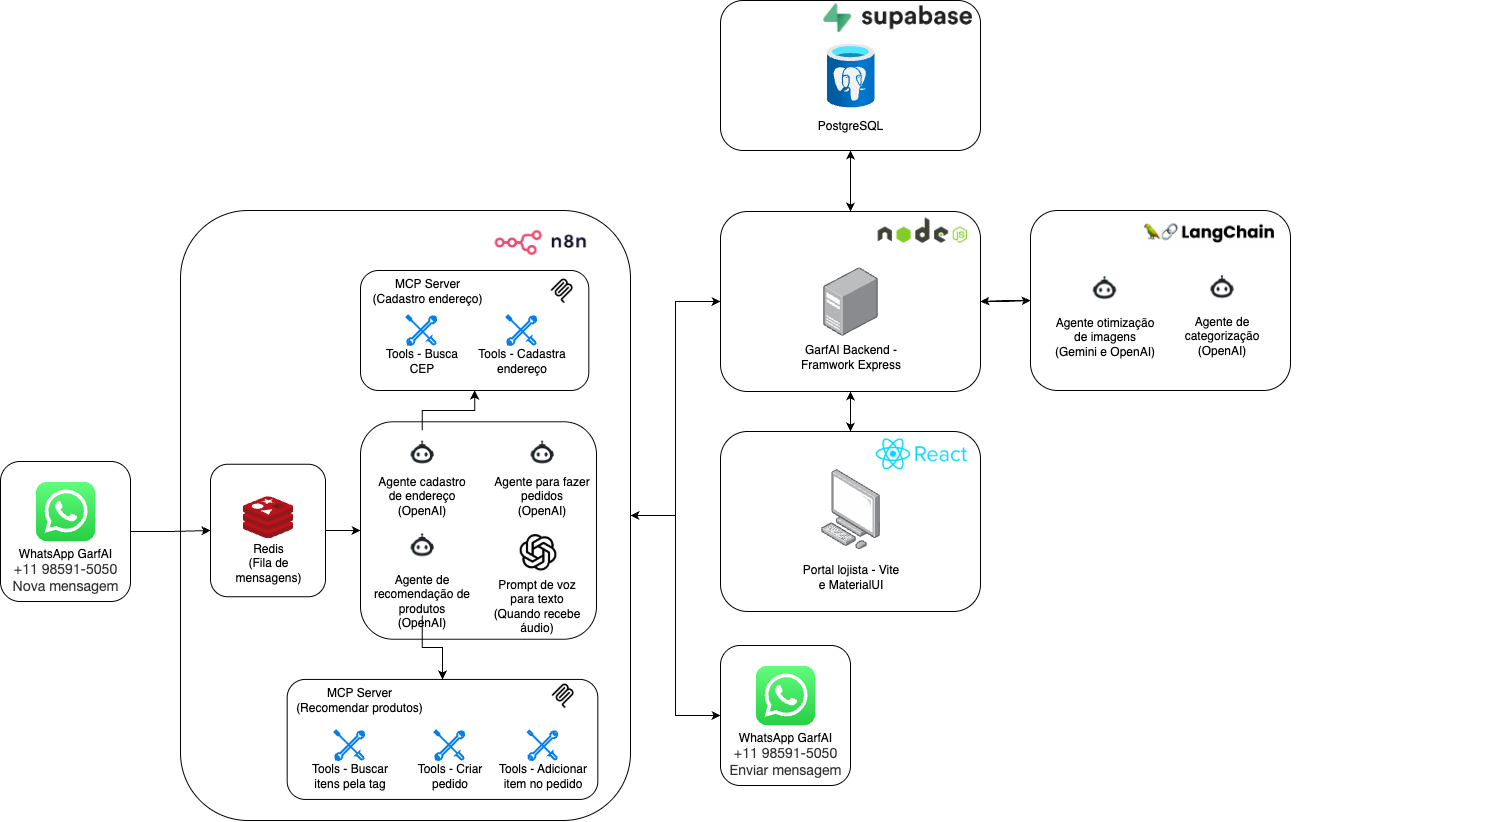 supabase
PostgreSQL
node
JS
GarfAI Backend -
Framwork Express
LangChain
Agente otimização
de imagens
(Gemini e OpenAI)
Agente de
categorização
(OpenAI)
n8n
MCP Server
(Cadastro endereço)
Tools - Busca
CEP
Tools - Cadastra
endereço
Agente cadastro
de endereço
(OpenAI)
Agente para fazer
pedidos
(OpenAI)
Agente de
recomendação de
produtos
(OpenAI)
Prompt de voz
para texto
(Quando recebe
áudio)
WhatsApp GarfAI
+11 98591-5050
Nova mensagem
Redis
(Fila de
mensagens)
React
Portal lojista - Vite
e MaterialUI
MCP Server
(Recomendar produtos)
Tools - Buscar
itens pela tag
Tools - Criar
pedido
Tools - Adicionar
item no pedido
WhatsApp GarfAI
+11 98591-5050
Enviar mensagem